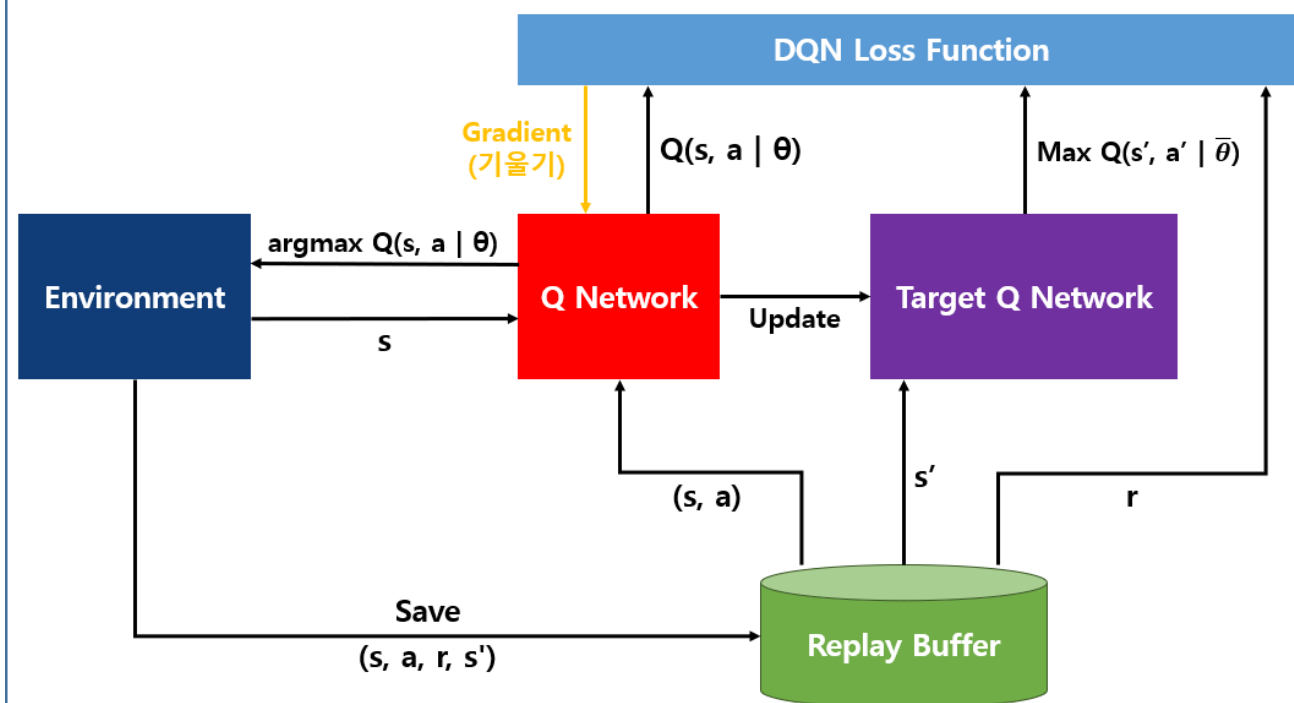 DQN Loss Function
Gradient
(기울기)
Q(s, a | θ)
Max Q(s′, a′ | θ̅)
argmax Q(s, a | θ)
Environment
Q Network
Target Q Network
s
Update
(s, a)
s′
r
Save
(s, a, r, s')
Replay Buffer